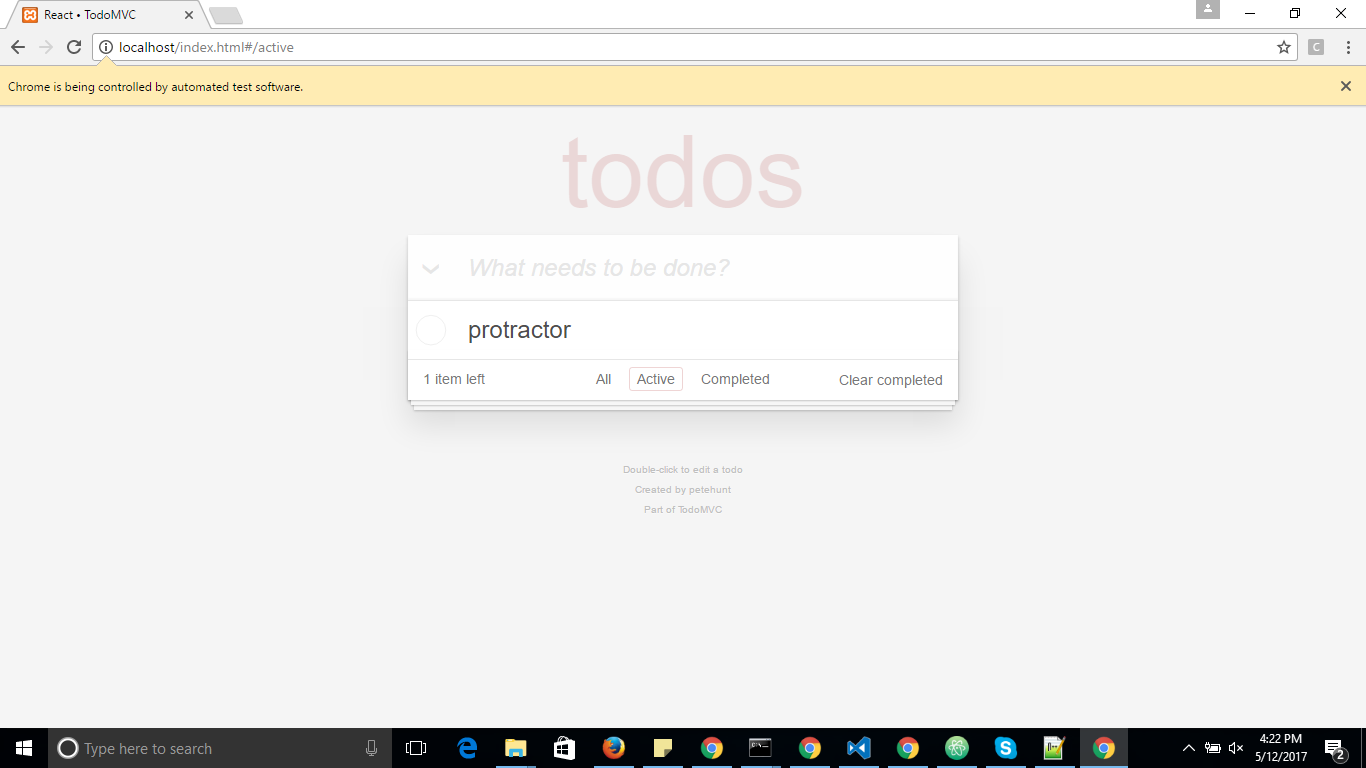 React • TodoMVC
localhost/index.html#/active
C
Chrome is being controlled by automated test software.
todos
What needs to be done?
protractor
1 item left
All
Active
Completed
Clear completed
Double-click to edit a todo
Created by petehunt
Part of TodoMVC
Type here to search
4:22 PM
5/12/2017
2